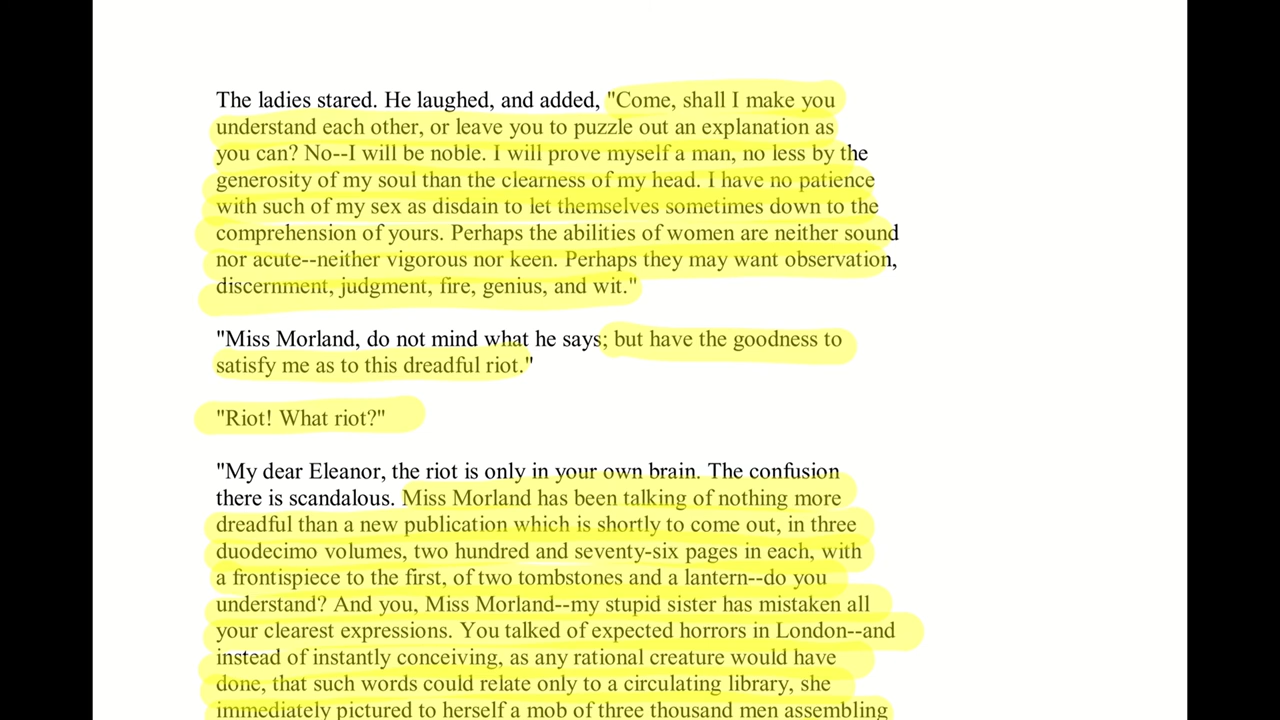 The ladies stared. He laughed, and added, "Come, shall I make you
understand each other, or leave you to puzzle out an explanation as
you can? No--I will be noble. I will prove myself a man, no less by the
generosity of my soul than the clearness of my head. I have no patience
with such of my sex as disdain to let themselves sometimes down to the
comprehension of yours. Perhaps the abilities of women are neither sound
nor acute--neither vigorous nor keen. Perhaps they may want observation,
discernment, judgment, fire, genius, and wit."
"Miss Morland, do not mind what he says; but have the goodness to
satisfy me as to this dreadful riot."
"Riot! What riot?"
"My dear Eleanor, the riot is only in your own brain. The confusion
there is scandalous. Miss Morland has been talking of nothing more
dreadful than a new publication which is shortly to come out, in three
duodecimo volumes, two hundred and seventy-six pages in each, with
a frontispiece to the first, of two tombstones and a lantern--do you
understand? And you, Miss Morland--my stupid sister has mistaken all
your clearest expressions. You talked of expected horrors in London--and
instead of instantly conceiving, as any rational creature would have
done, that such words could relate only to a circulating library, she
immediately pictured to herself a mob of three thousand men assembling